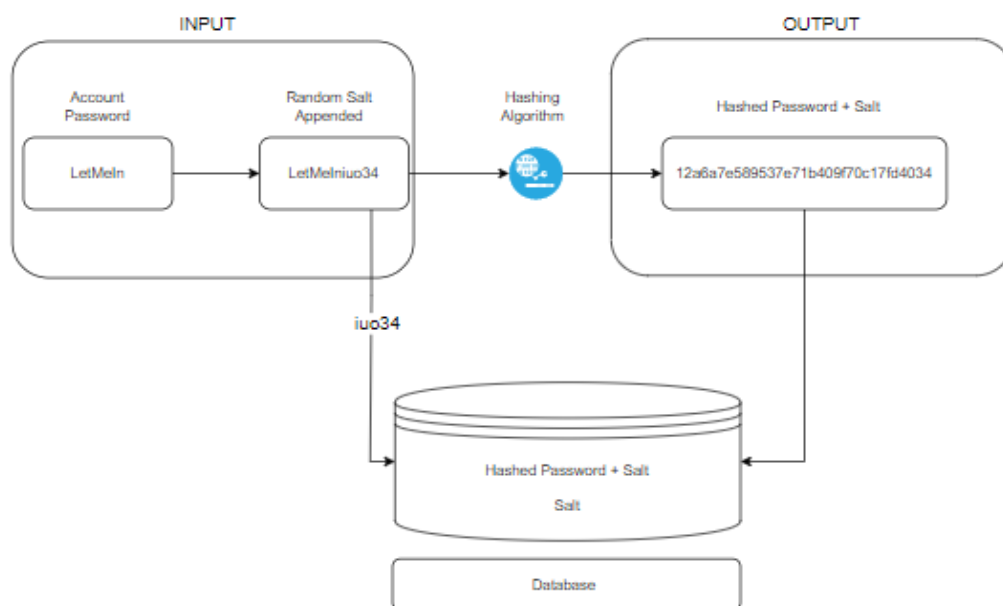 INPUT
OUTPUT
Account
Password
Random Salt
Appended
Hashing
Algorithm
Hashed Password + Salt
LetMeIn
LetMeIniuo34
12a6a7e589537e71b409f70c17fd4034
iuo34
Hashed Password + Salt
Salt
Database